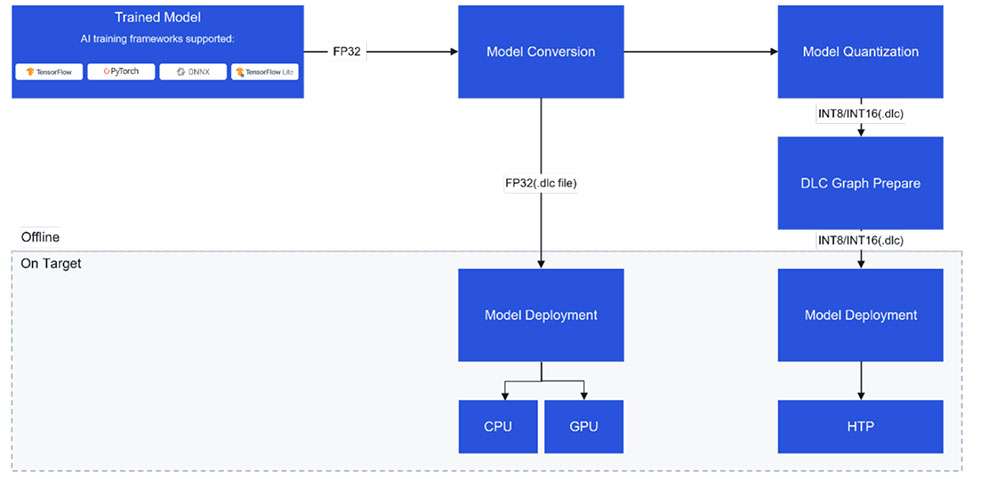 Trained Model
AI training frameworks supported:
TensorFlow
PyTorch
ONNX
TensorFlow Lite
FP32
Model Conversion
Model Quantization
INT8/INT16(.dlc)
FP32(.dlc file)
DLC Graph Prepare
INT8/INT16(.dlc)
Offline
On Target
Model Deployment
Model Deployment
CPU
GPU
HTP